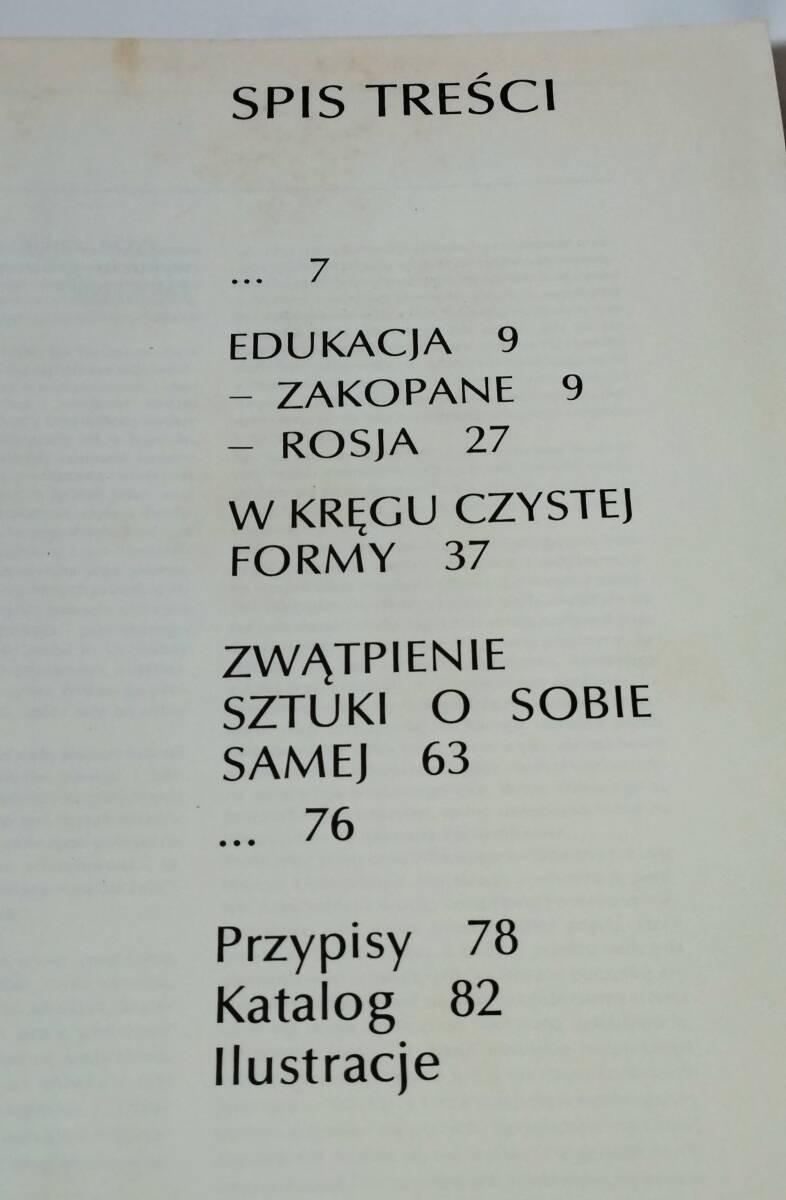 SPIS TREŚCI
... 7
EDUKACJA 9
– ZAKOPANE 9
– ROSJA 27
W KRĘGU CZYSTEJ
FORMY 37
ZWĄTPIENIE
SZTUKI O SOBIE
SAMEJ 63
... 76
Przypisy 78
Katalog 82
Ilustracje